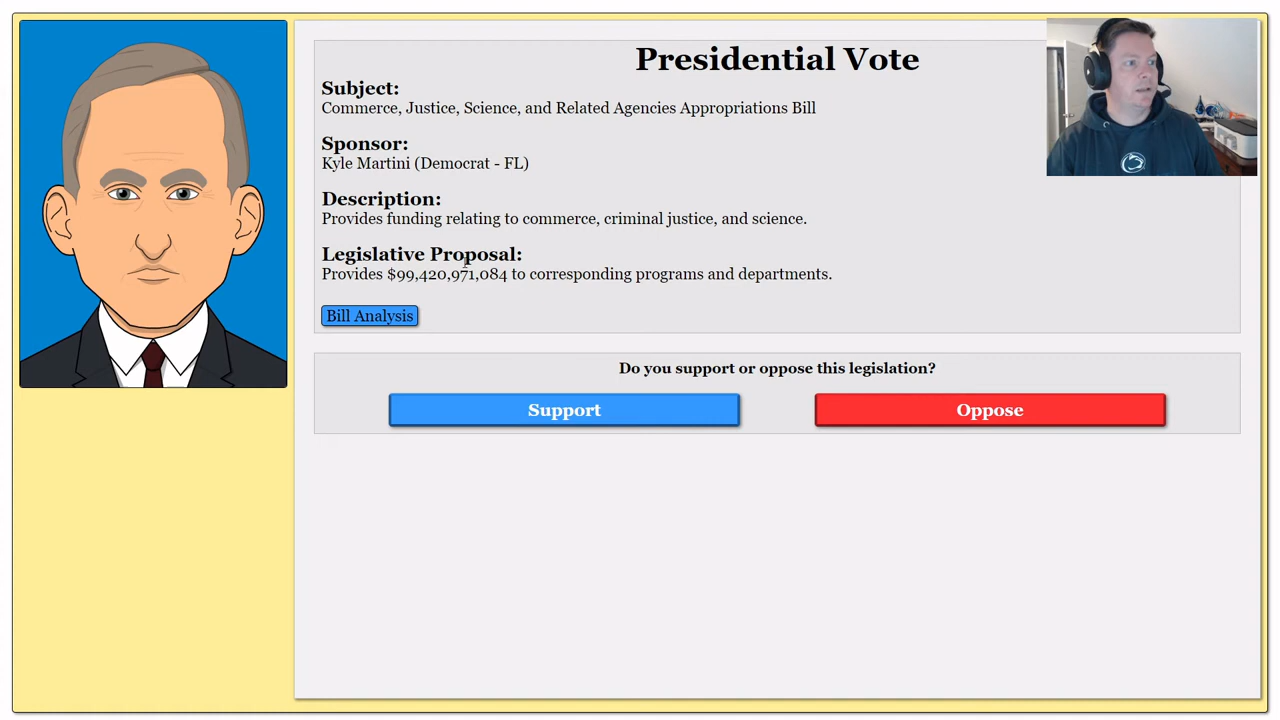 Presidential Vote
Subject:
Commerce, Justice, Science, and Related Agencies Appropriations Bill
Sponsor:
Kyle Martini (Democrat - FL)
Description:
Provides funding relating to commerce, criminal justice, and science.
Legislative Proposal:
Provides $99,420,971,084 to corresponding programs and departments.
Bill Analysis
Do you support or oppose this legislation?
Support
Oppose